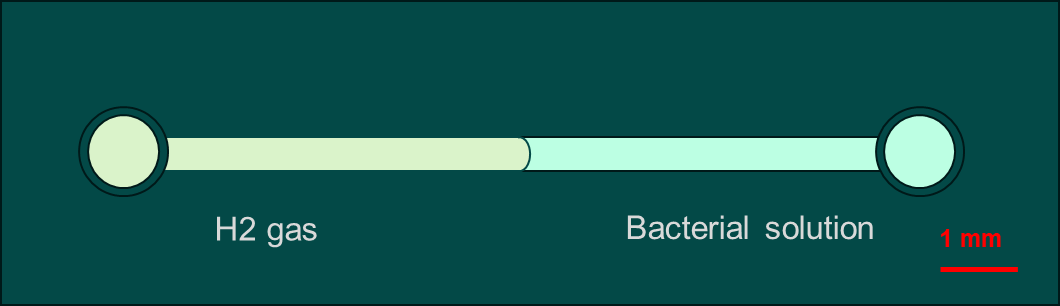 H2 gas
Bacterial solution
1 mm